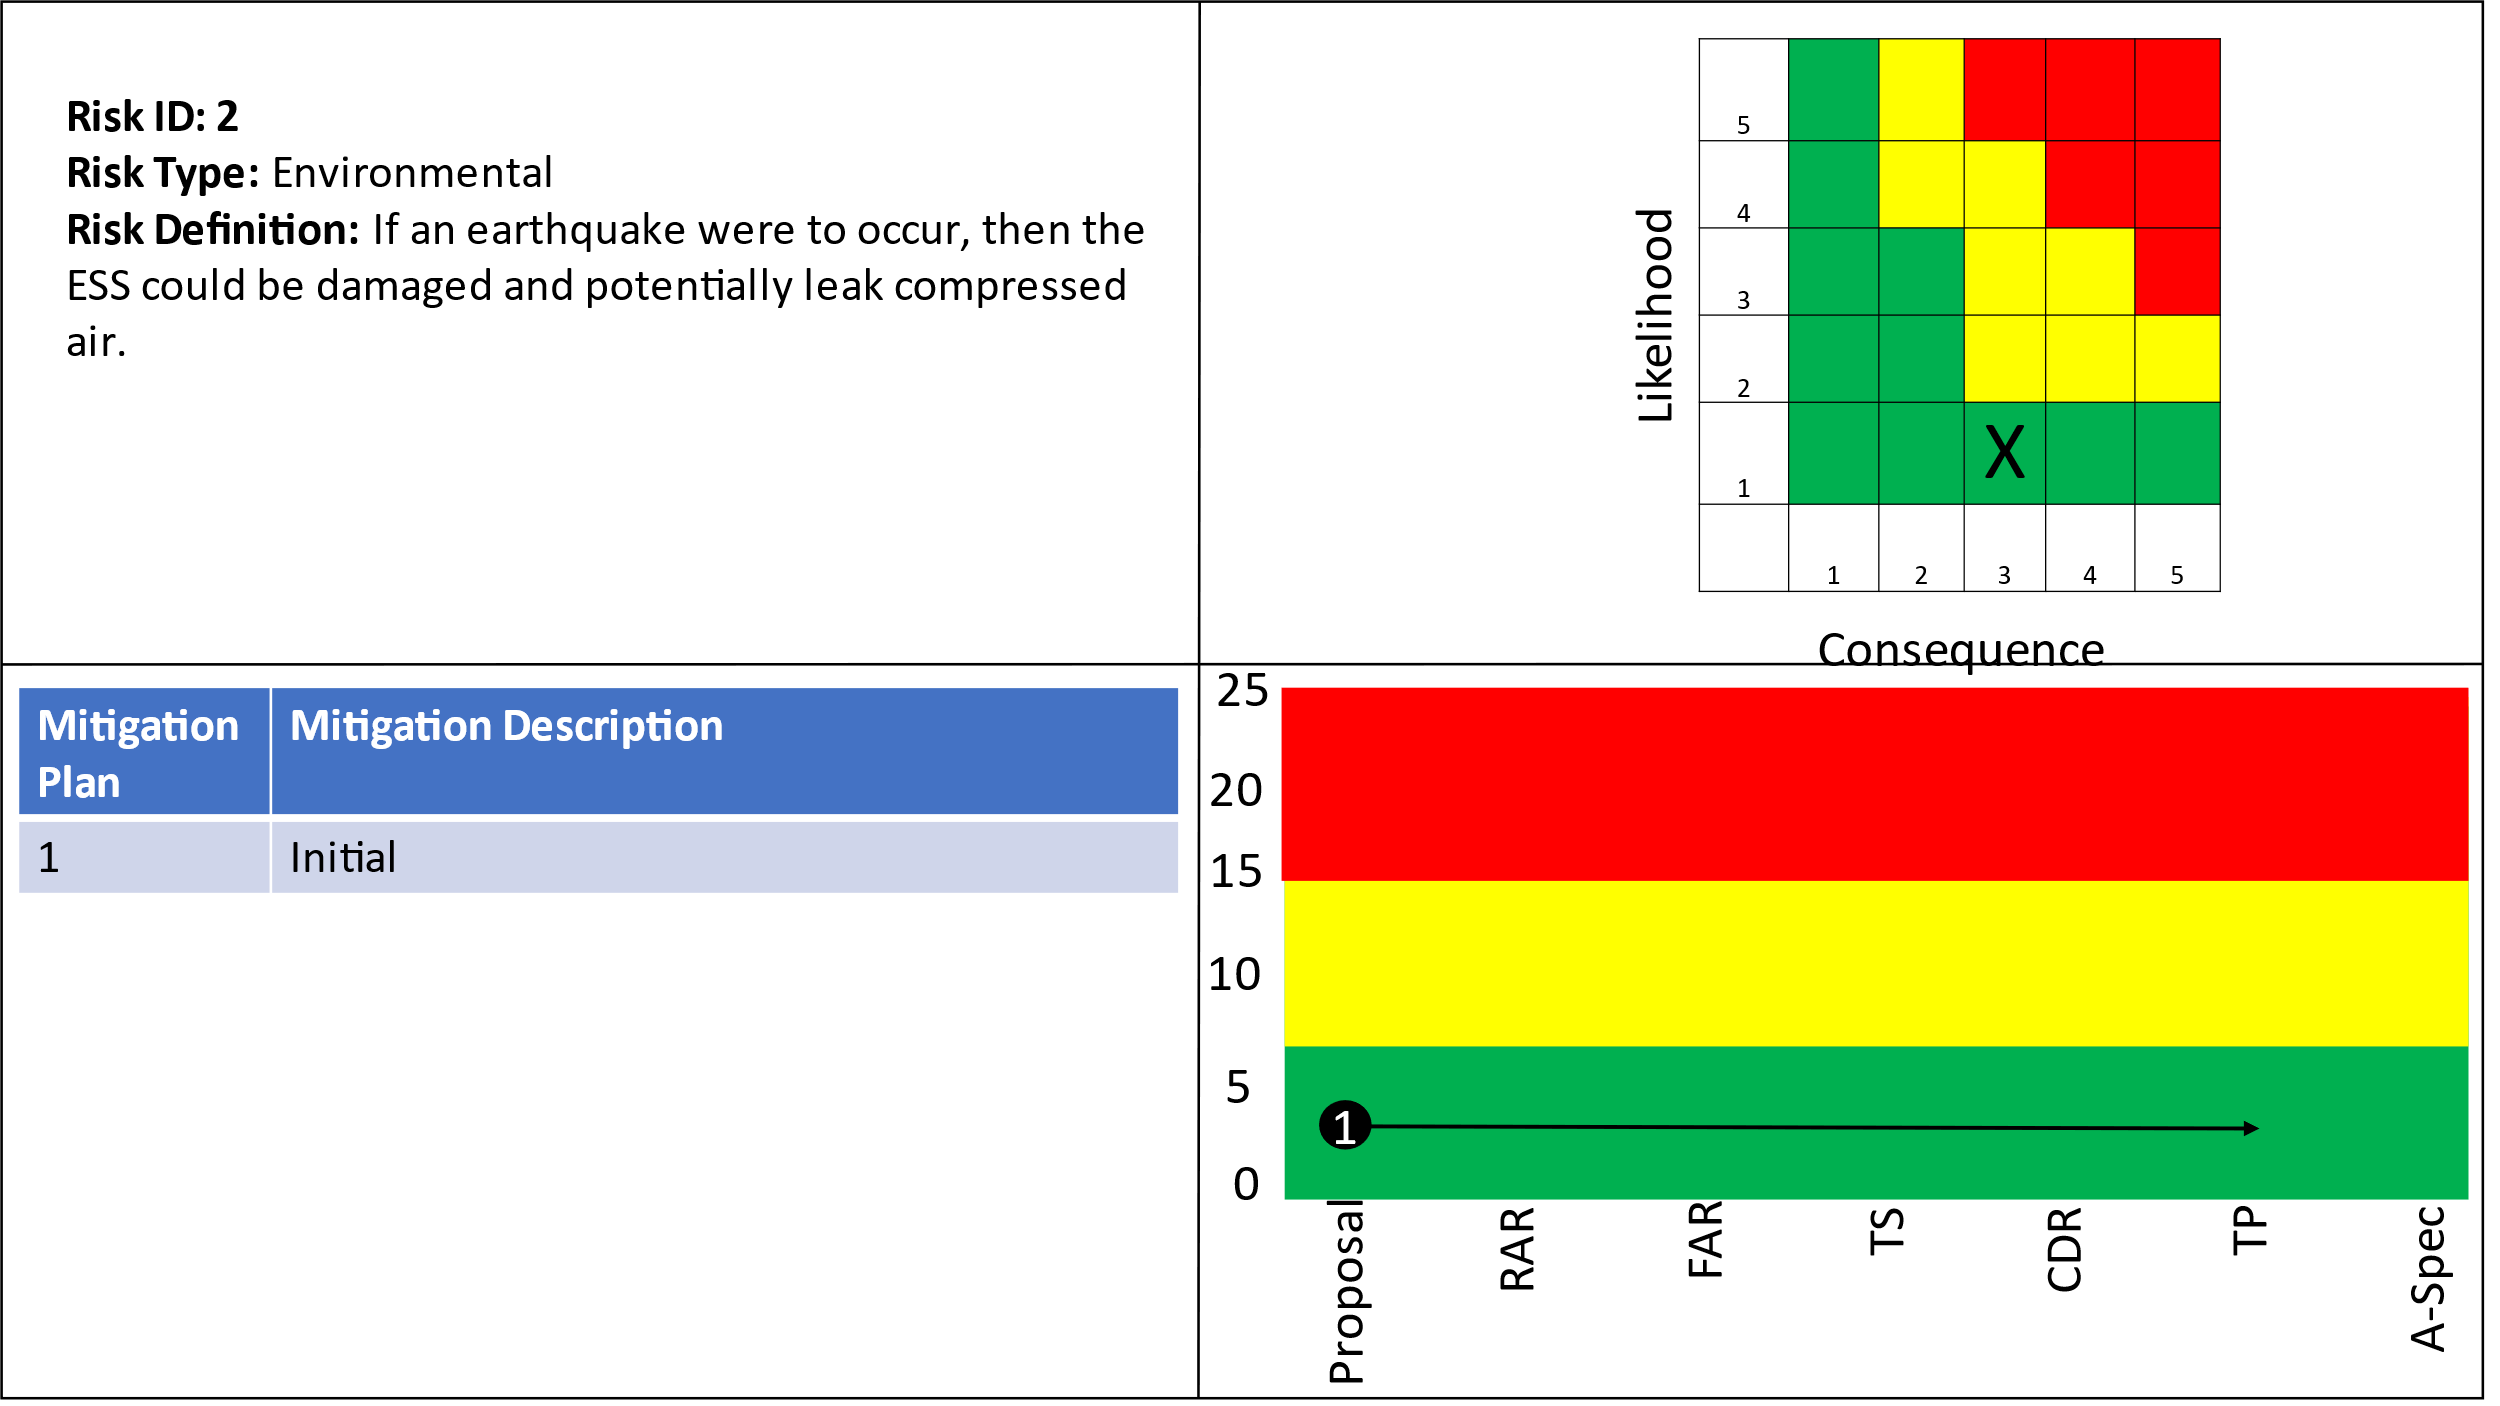 Risk ID: 2
Risk Type: Environmental
Risk Definition: If an earthquake were to occur, then the
ESS could be damaged and potentially leak compressed
air.
Likelihood
5
4
3
2
X
1
1 2 3 4 5
Consequence
Mitigation Plan Mitigation Description
1 Initial
25
20
15
10
5
1
0
Proposal RAR FAR TS CDR TP A-Spec